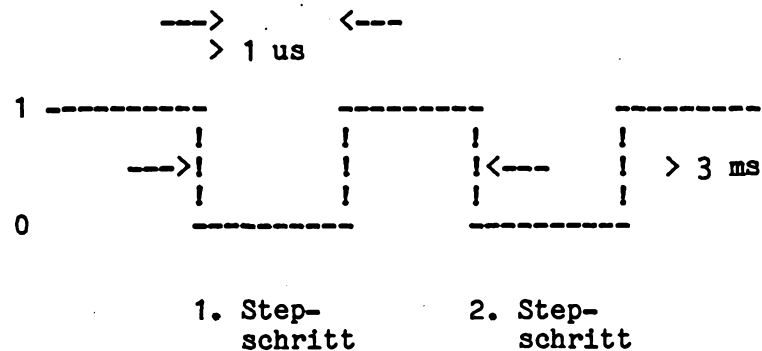 ---> <---
> 1 us
1 ---------- --------- ---------
! ! ! !
--->! ! !<--- ! > 3 ms
! ! ! !
0 ---------- ----------
1. Step- 2. Step-
schritt schritt